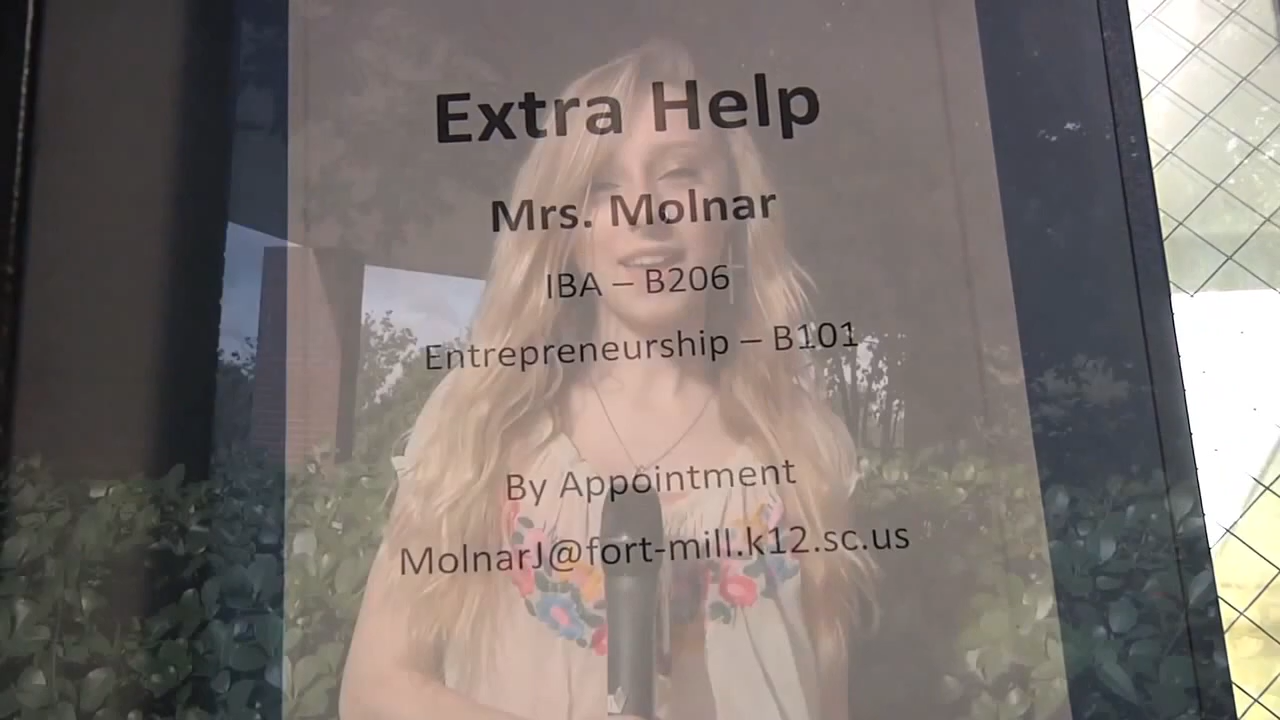 Extra Help
Mrs. Molnar
IBA – B206
Entrepreneurship – B101
By Appointment
MolnarJ@fort-mill.k12.sc.us